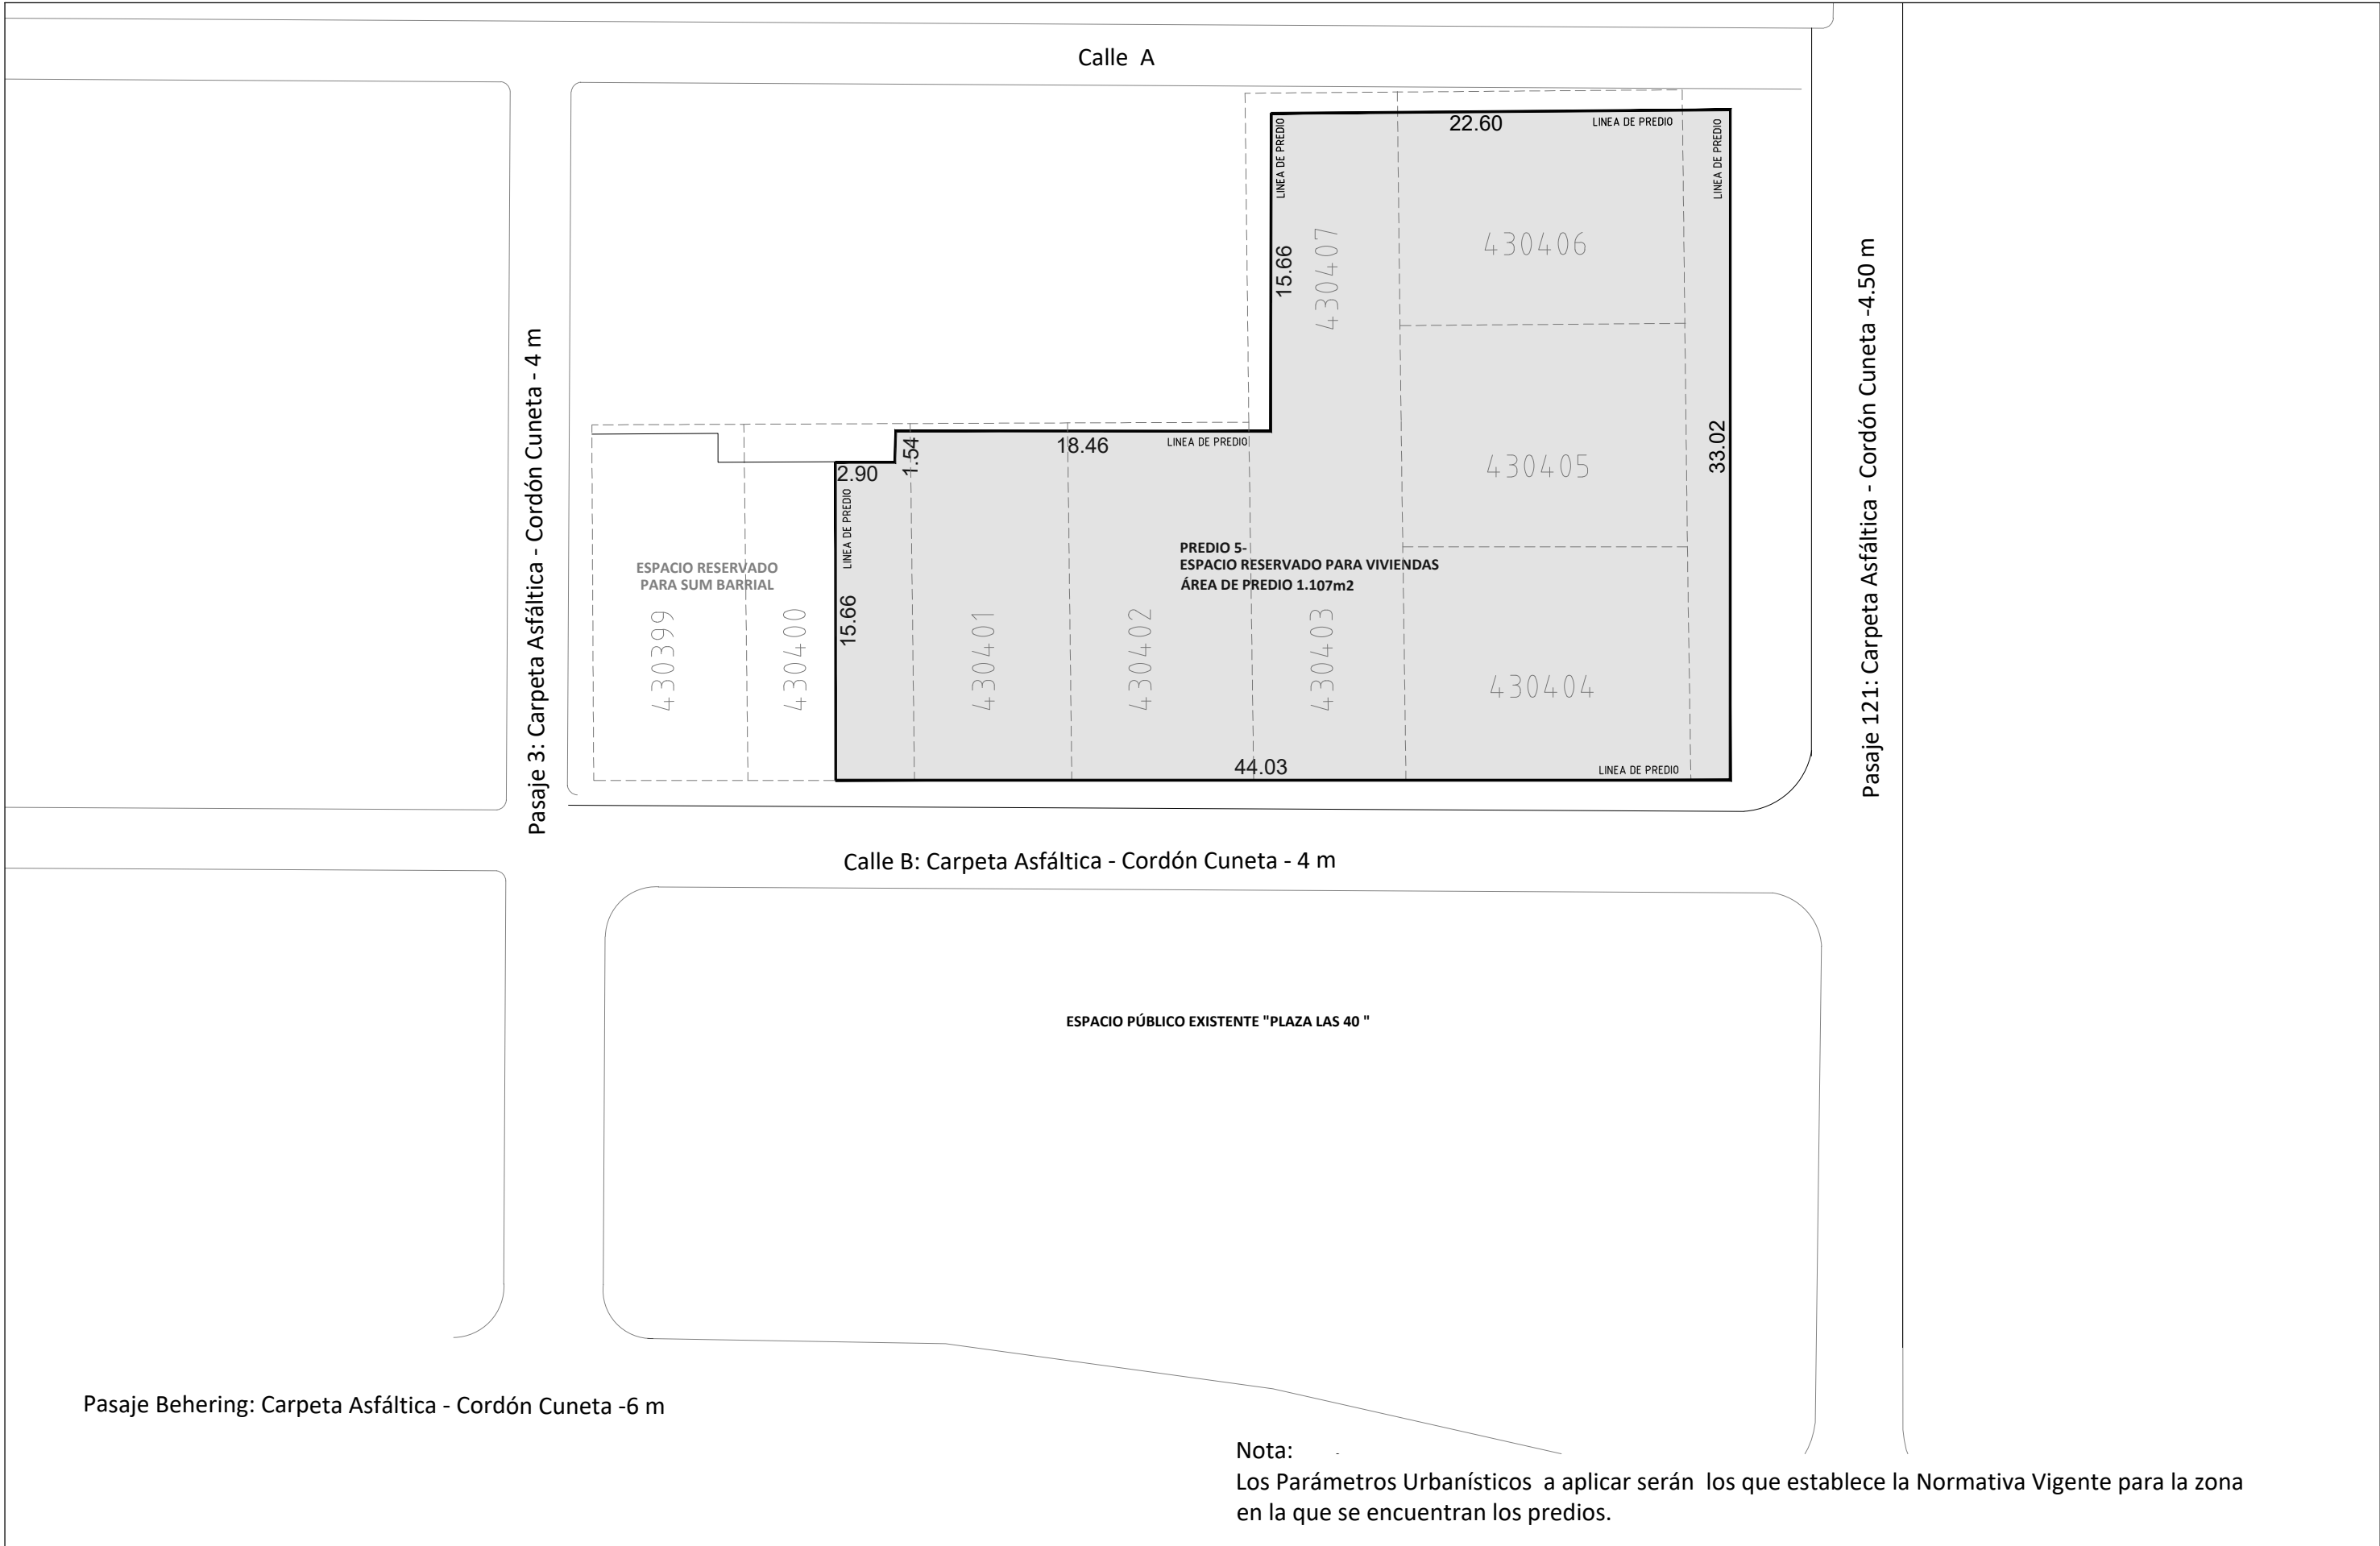 Calle A
22.60
LINEA DE PREDIO
LINEA DE PREDIO
LINEA DE PREDIO
15.66
430407
430406
Pasaje 3: Carpeta Asfáltica - Cordón Cuneta - 4 m
Pasaje 121: Carpeta Asfáltica - Cordón Cuneta -4.50 m
2.90
1.54
18.46
LINEA DE PREDIO
430405
33.02
LINEA DE PREDIO
15.66
ESPACIO RESERVADO
PARA SUM BARRIAL
PREDIO 5-
ESPACIO RESERVADO PARA VIVIENDAS
ÁREA DE PREDIO 1.107m2
430399
430400
430401
430402
430403
430404
44.03
LINEA DE PREDIO
Calle B: Carpeta Asfáltica - Cordón Cuneta - 4 m
ESPACIO PÚBLICO EXISTENTE "PLAZA LAS 40 "
Pasaje Behering: Carpeta Asfáltica - Cordón Cuneta -6 m
Nota: -
Los Parámetros Urbanísticos a aplicar serán los que establece la Normativa Vigente para la zona
en la que se encuentran los predios.